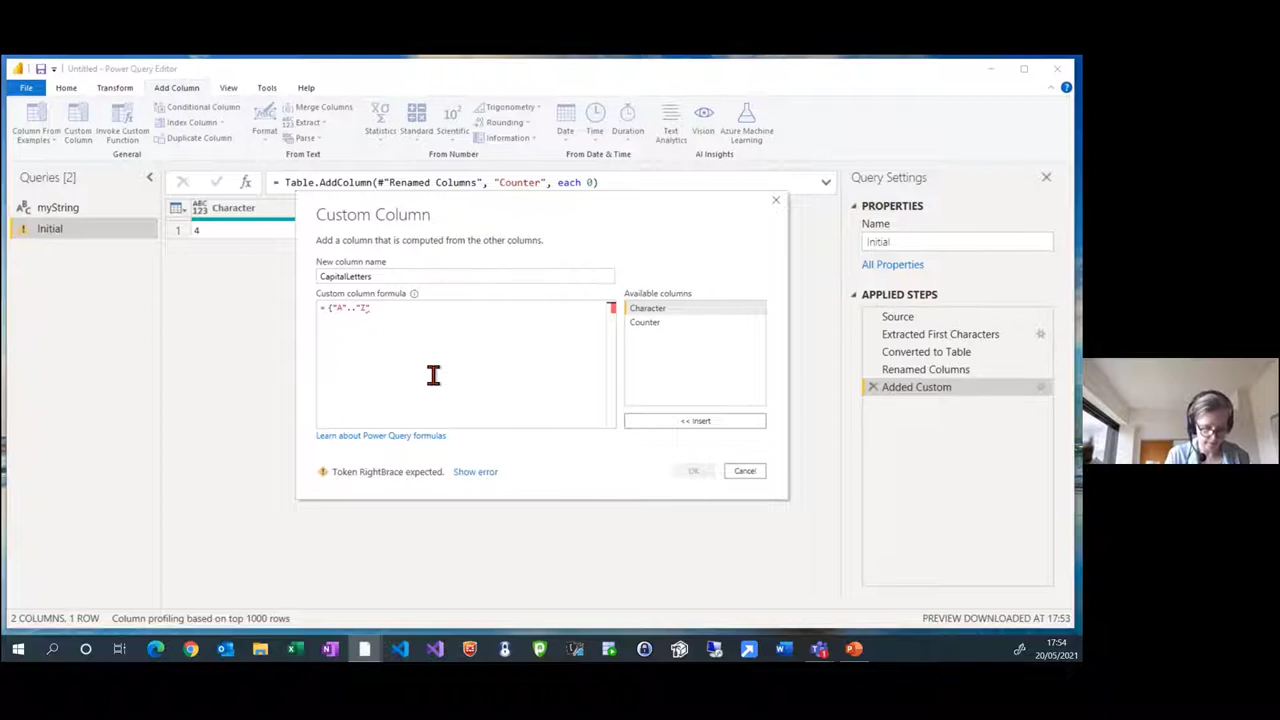 Untitled - Power Query Editor
File Home Transform Add Column View Tools Help
Column From Examples Custom Column Invoke Custom Function
Conditional Column
Index Column
Duplicate Column
General
Format
Merge Columns
Extract
Parse
From Text
Statistics Standard Scientific
10²
Trigonometry
Rounding
Information
From Number
Date Time Duration
From Date & Time
Text Analytics Vision Azure Machine Learning
AI Insights
Queries [2]
myString
Initial
= Table.AddColumn(#"Renamed Columns", "Counter", each 0)
ABC 123 Character
1 4
Custom Column
Add a column that is computed from the other columns.
New column name
CapitalLetters
Custom column formula
= {"A".."Z"
Available columns
Character
Counter
<< Insert
Learn about Power Query formulas
Token RightBrace expected. Show error
OK Cancel
Query Settings
PROPERTIES
Name
Initial
All Properties
APPLIED STEPS
Source
Extracted First Characters
Converted to Table
Renamed Columns
Added Custom
2 COLUMNS, 1 ROW Column profiling based on top 1000 rows
PREVIEW DOWNLOADED AT 17:53
17:54
20/05/2021